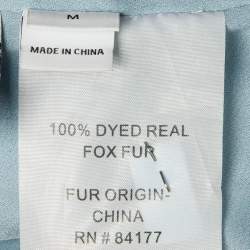 M
MADE IN CHINA
100% DYED REAL
FOX FUR
FUR ORIGIN-
CHINA
RN # 84177